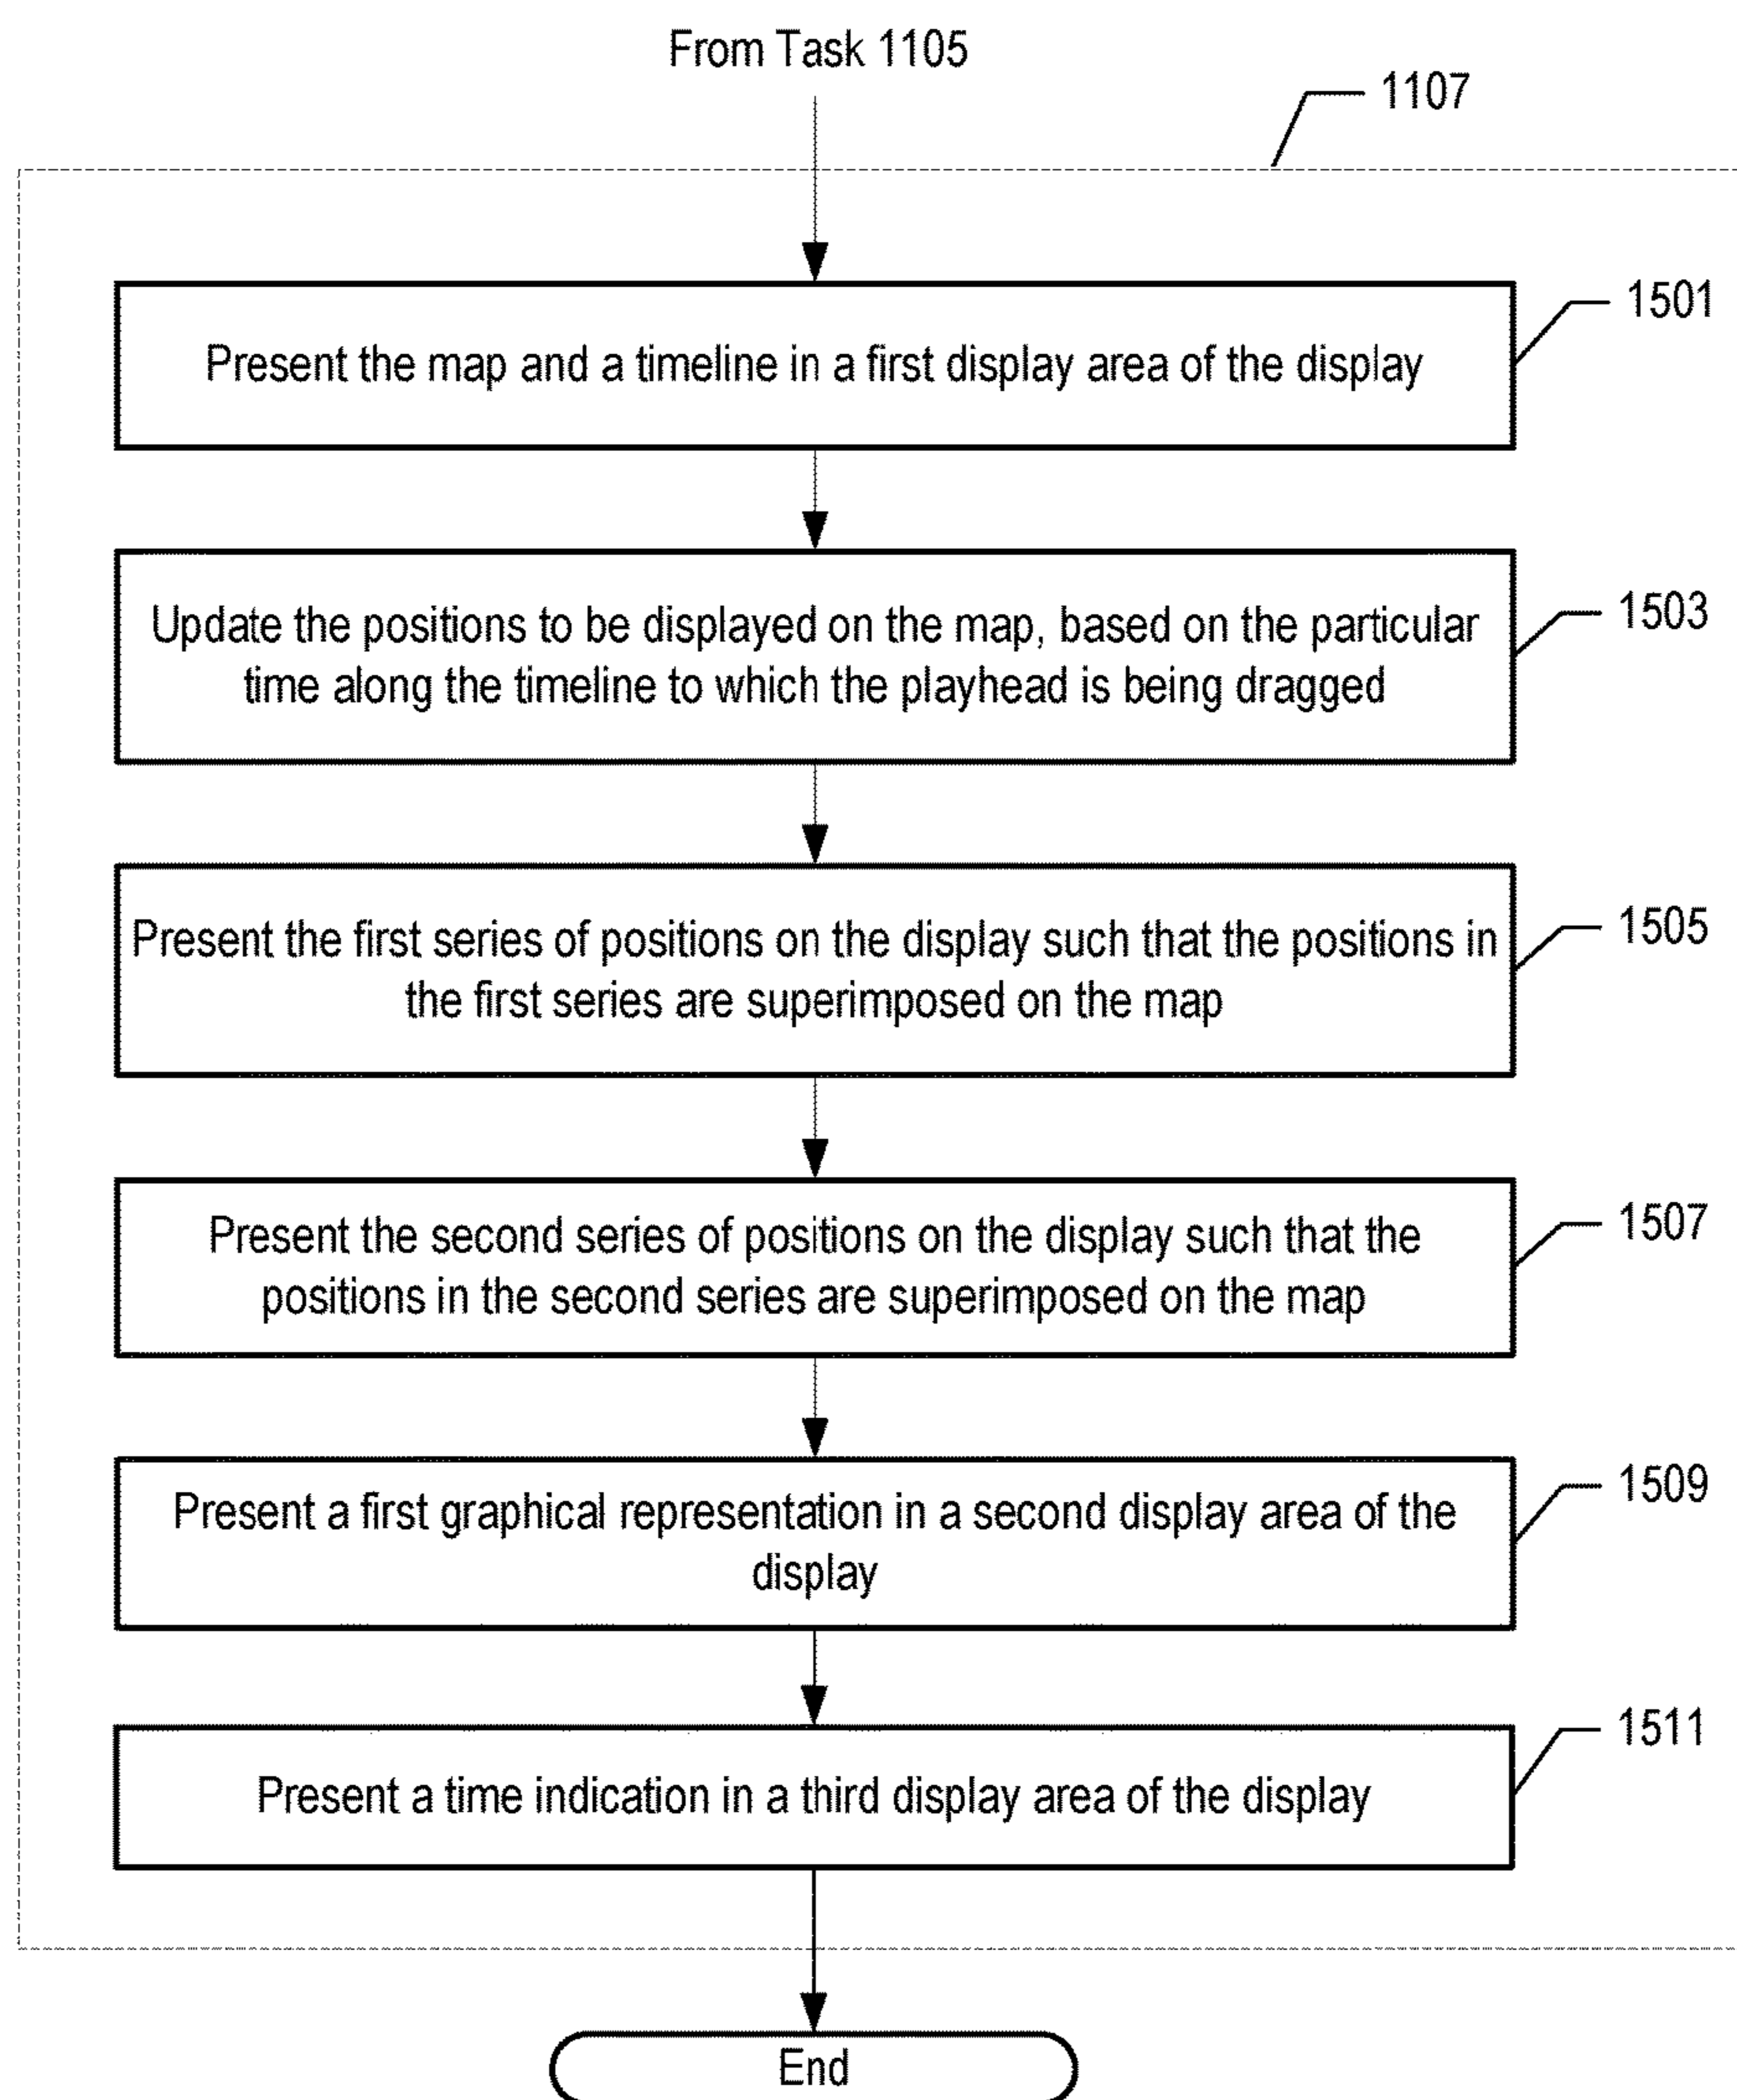 From Task 1105
1107
1501
Present the map and a timeline in a first display area of the display
1503
Update the positions to be displayed on the map, based on the particular
time along the timeline to which the playhead is being dragged
1505
Present the first series of positions on the display such that the positions in
the first series are superimposed on the map
1507
Present the second series of positions on the display such that the
positions in the second series are superimposed on the map
1509
Present a first graphical representation in a second display area of the
display
1511
Present a time indication in a third display area of the display
End